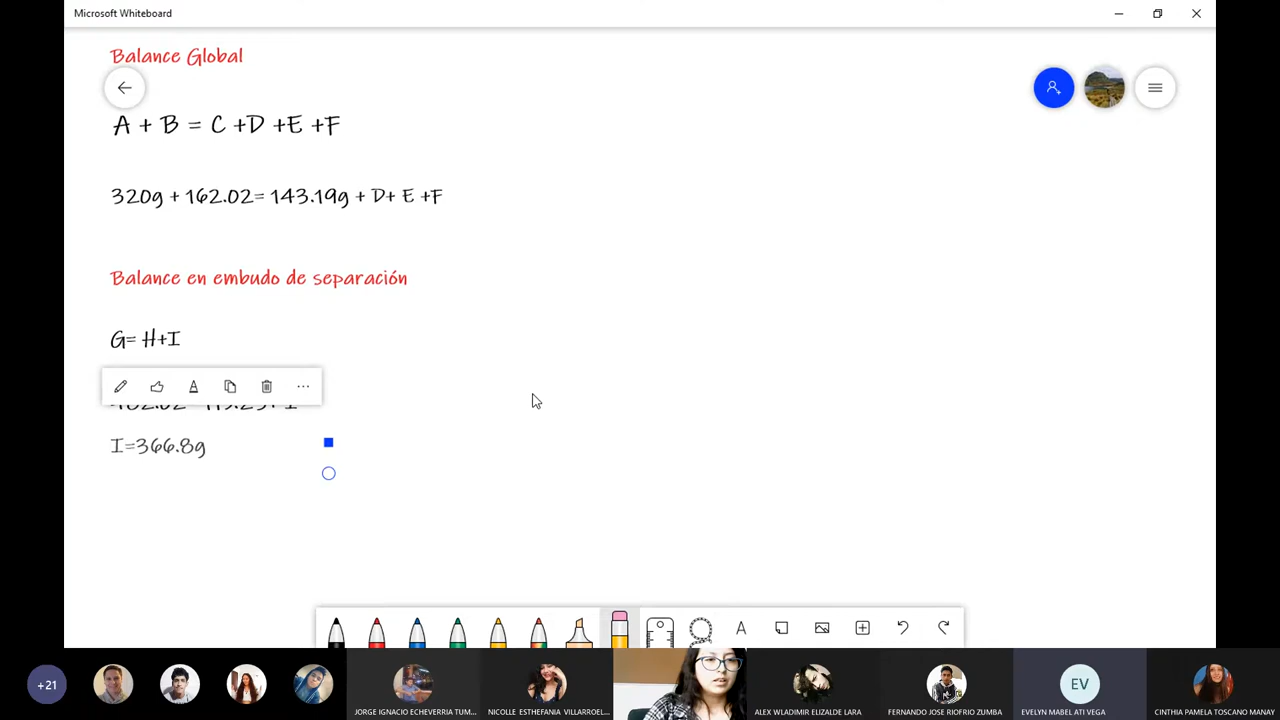 Microsoft Whiteboard
Balance Global
A + B = C +D +E +F
320g + 162.02= 143.19g + D+ E +F
Balance en embudo de separación
G= H+I
I=366.8g
+21
JORGE IGNACIO ECHEVERRIA TUM...
NICOLLE ESTHEFANIA VILLARROEL...
ALEX WLADIMIR ELIZALDE LARA
FERNANDO JOSE RIOFRIO ZUMBA
EV
EVELYN MABEL ATI VEGA
CINTHIA PAMELA TOSCANO MANAY